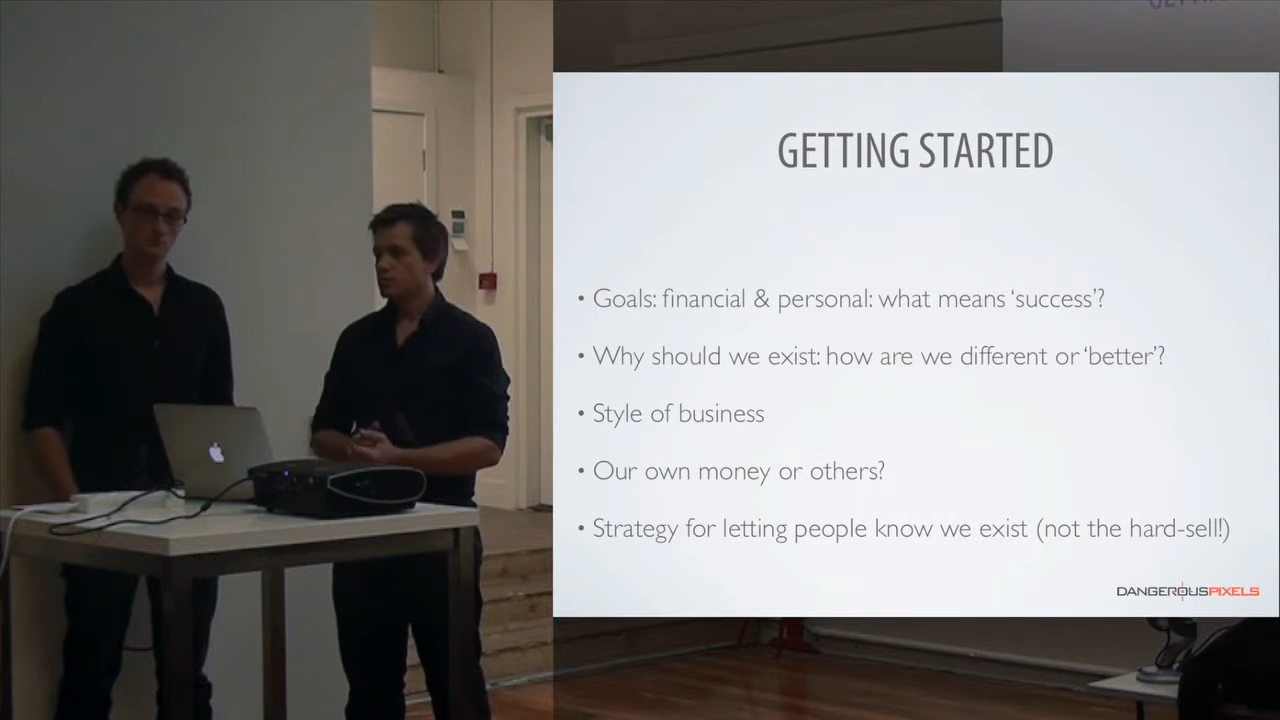 GETTING STARTED
• Goals: financial & personal: what means ‘success’?
• Why should we exist: how are we different or ‘better’?
• Style of business
• Our own money or others?
• Strategy for letting people know we exist (not the hard-sell!)
DANGEROUSPIXELS